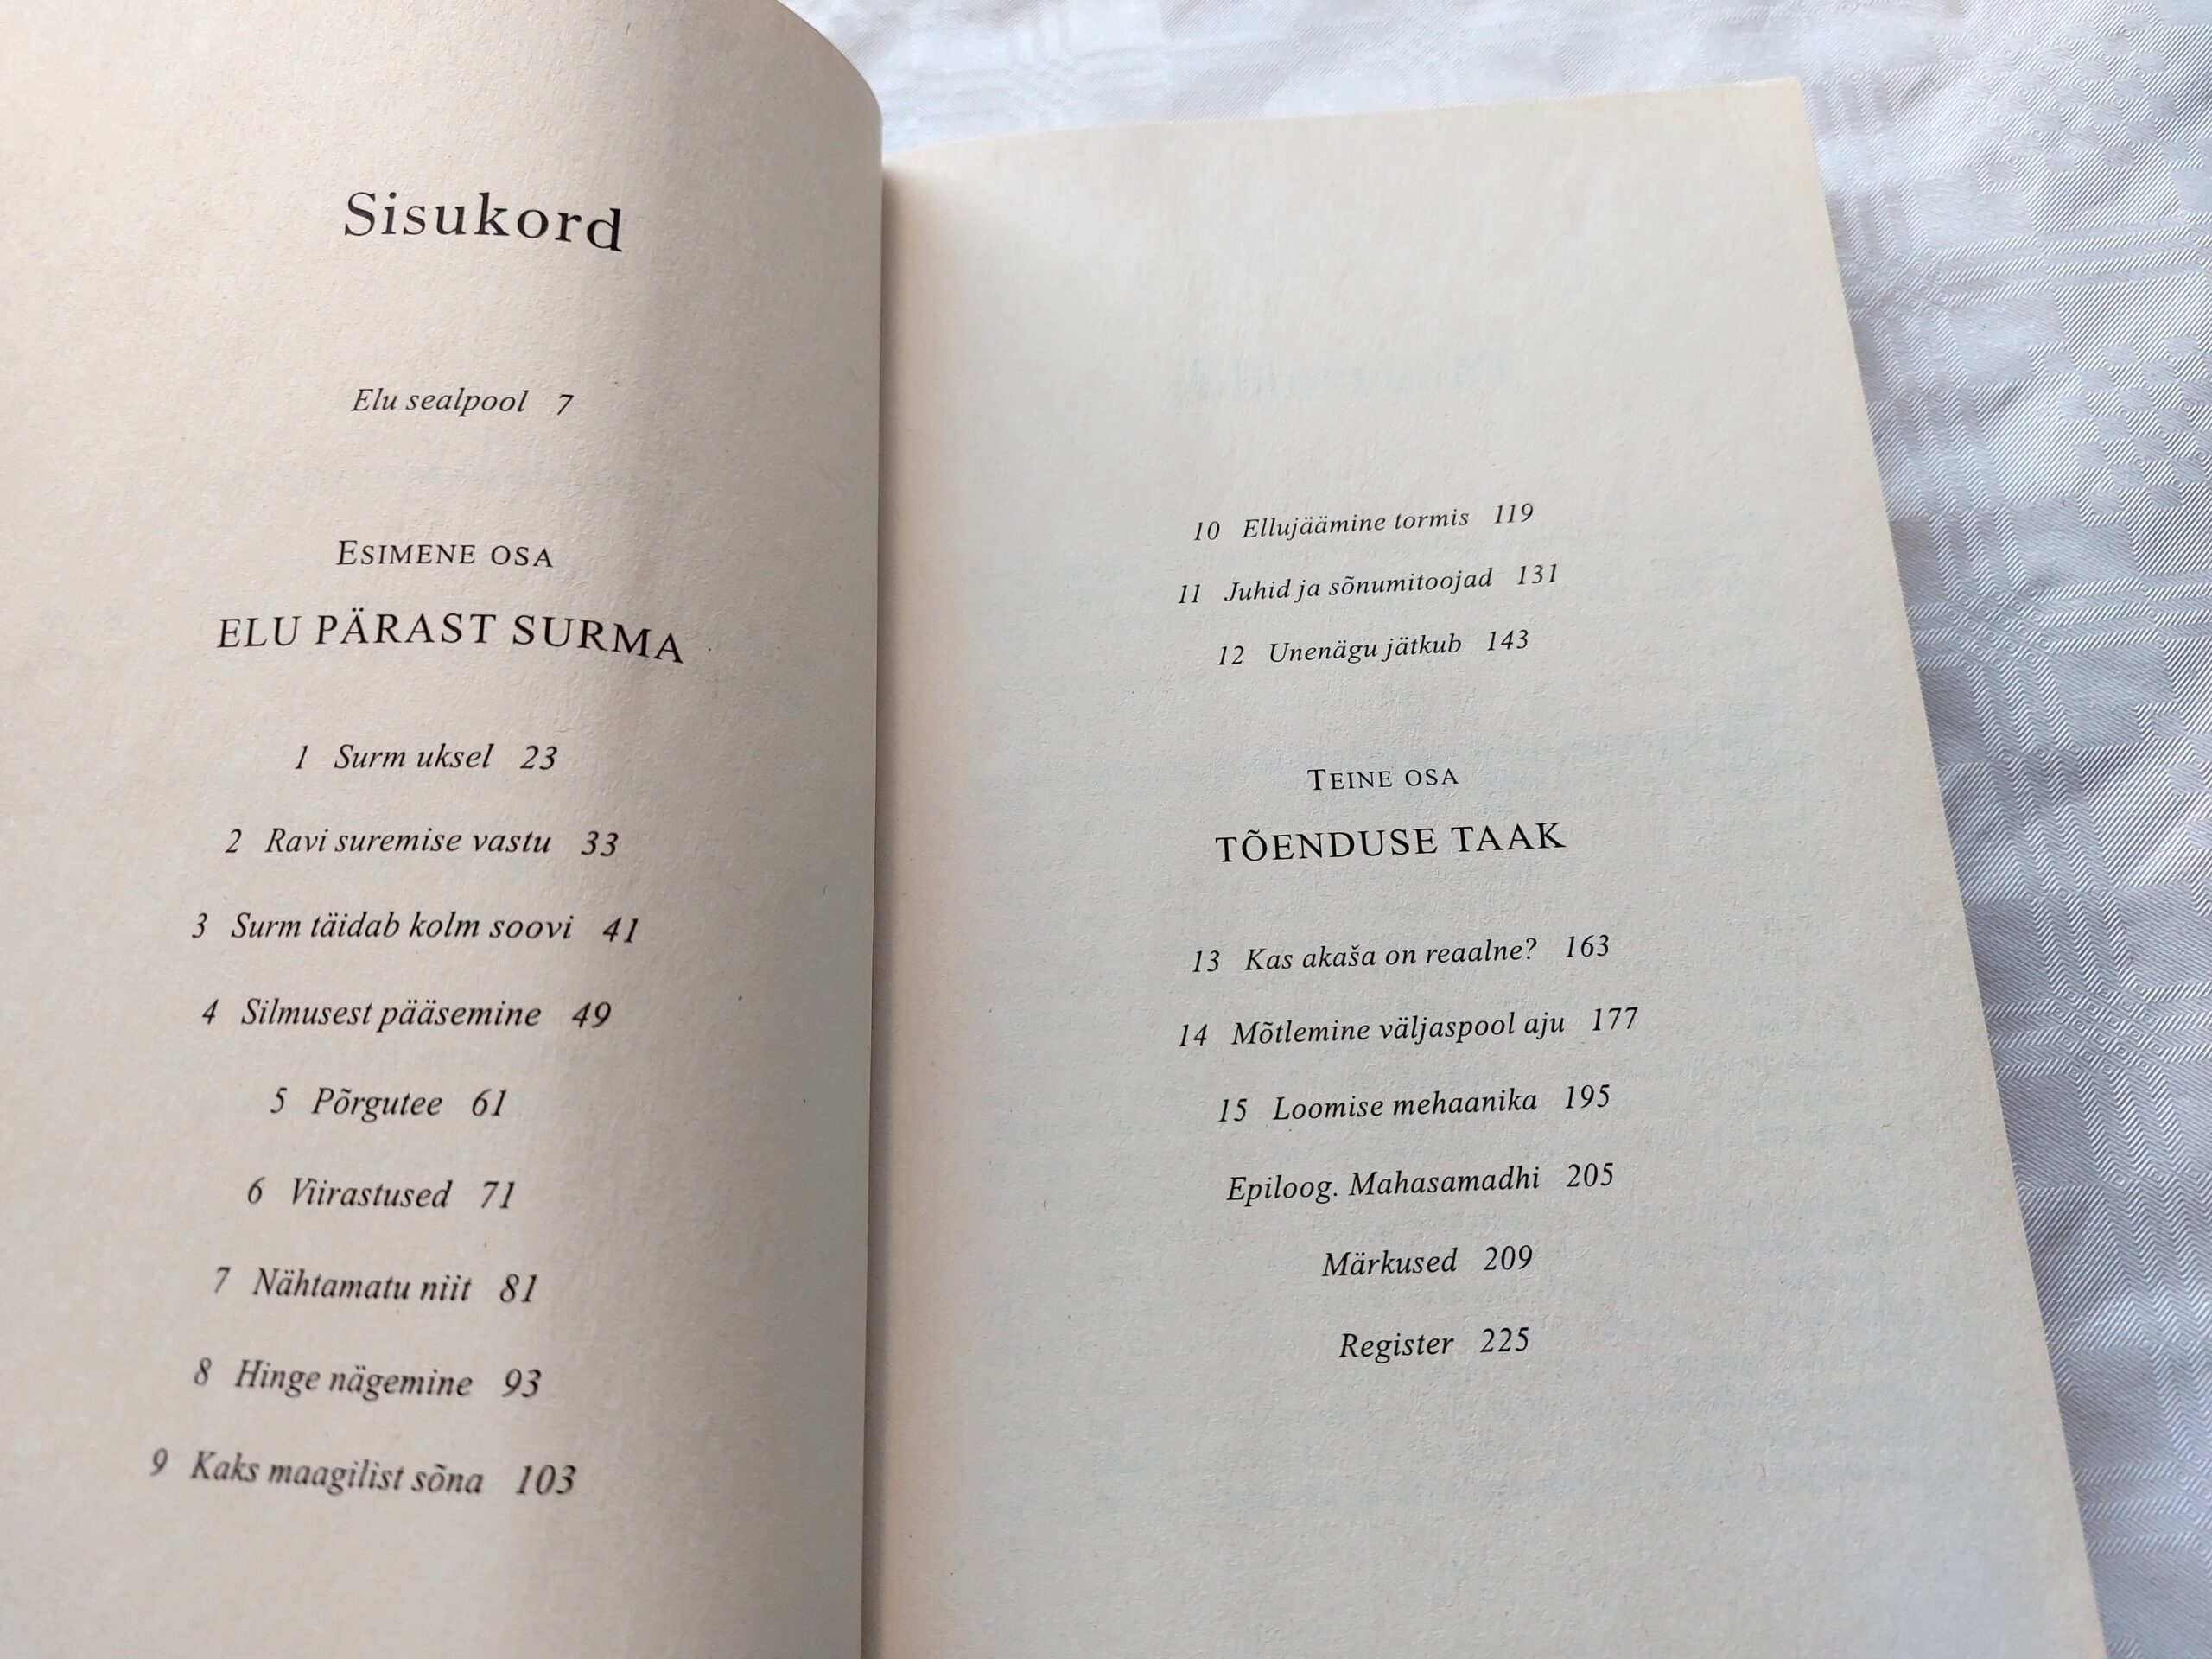 Sisukord
Elu sealpool 7
ESIMENE OSA
ELU PÄRAST SURMA
1 Surm uksel 23
2 Ravi suremise vastu 33
3 Surm täidab kolm soovi 41
4 Silmusest pääsemine 49
5 Põrgutee 61
6 Viirastused 71
7 Nähtamatu niit 81
8 Hinge nägemine 93
9 Kaks maagilist sõna 103
10 Ellujäämine tormis 119
11 Juhid ja sõnumitoojad 131
12 Unenägu jätkub 143
TEINE OSA
TÕENDUSE TAAK
13 Kas akaša on reaalne? 163
14 Mõtlemine väljaspool aju 177
15 Loomise mehaanika 195
Epiloog. Mahasamadhi 205
Märkused 209
Register 225